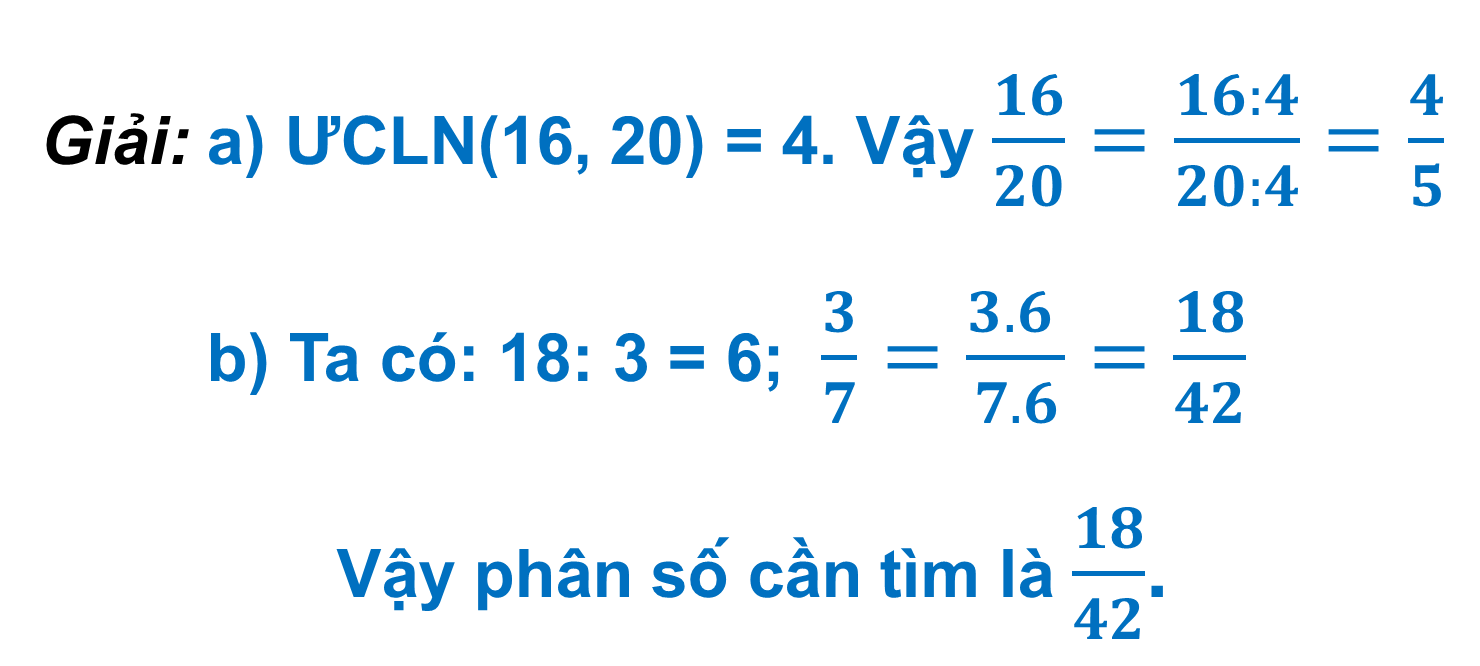 Giải: a) ƯCLN(16, 20) = 4. Vậy 16/20 = 16:4/20:4 = 4/5
b) Ta có: 18: 3 = 6; 3/7 = 3.6/7.6 = 18/42
Vậy phân số cần tìm là 18/42.